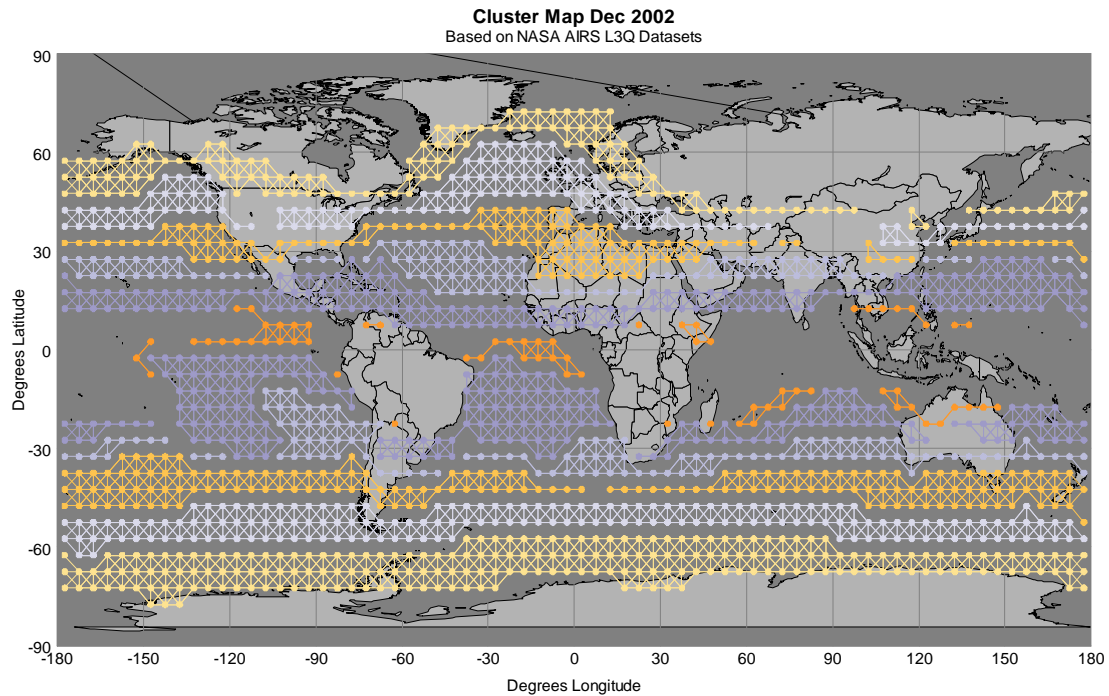 Cluster Map Dec 2002
Based on NASA AIRS L3Q Datasets
90
60
30
0
-30
-60
-90
Degrees Latitude
-180 -150 -120 -90 -60 -30 0 30 60 90 120 150 180
Degrees Longitude